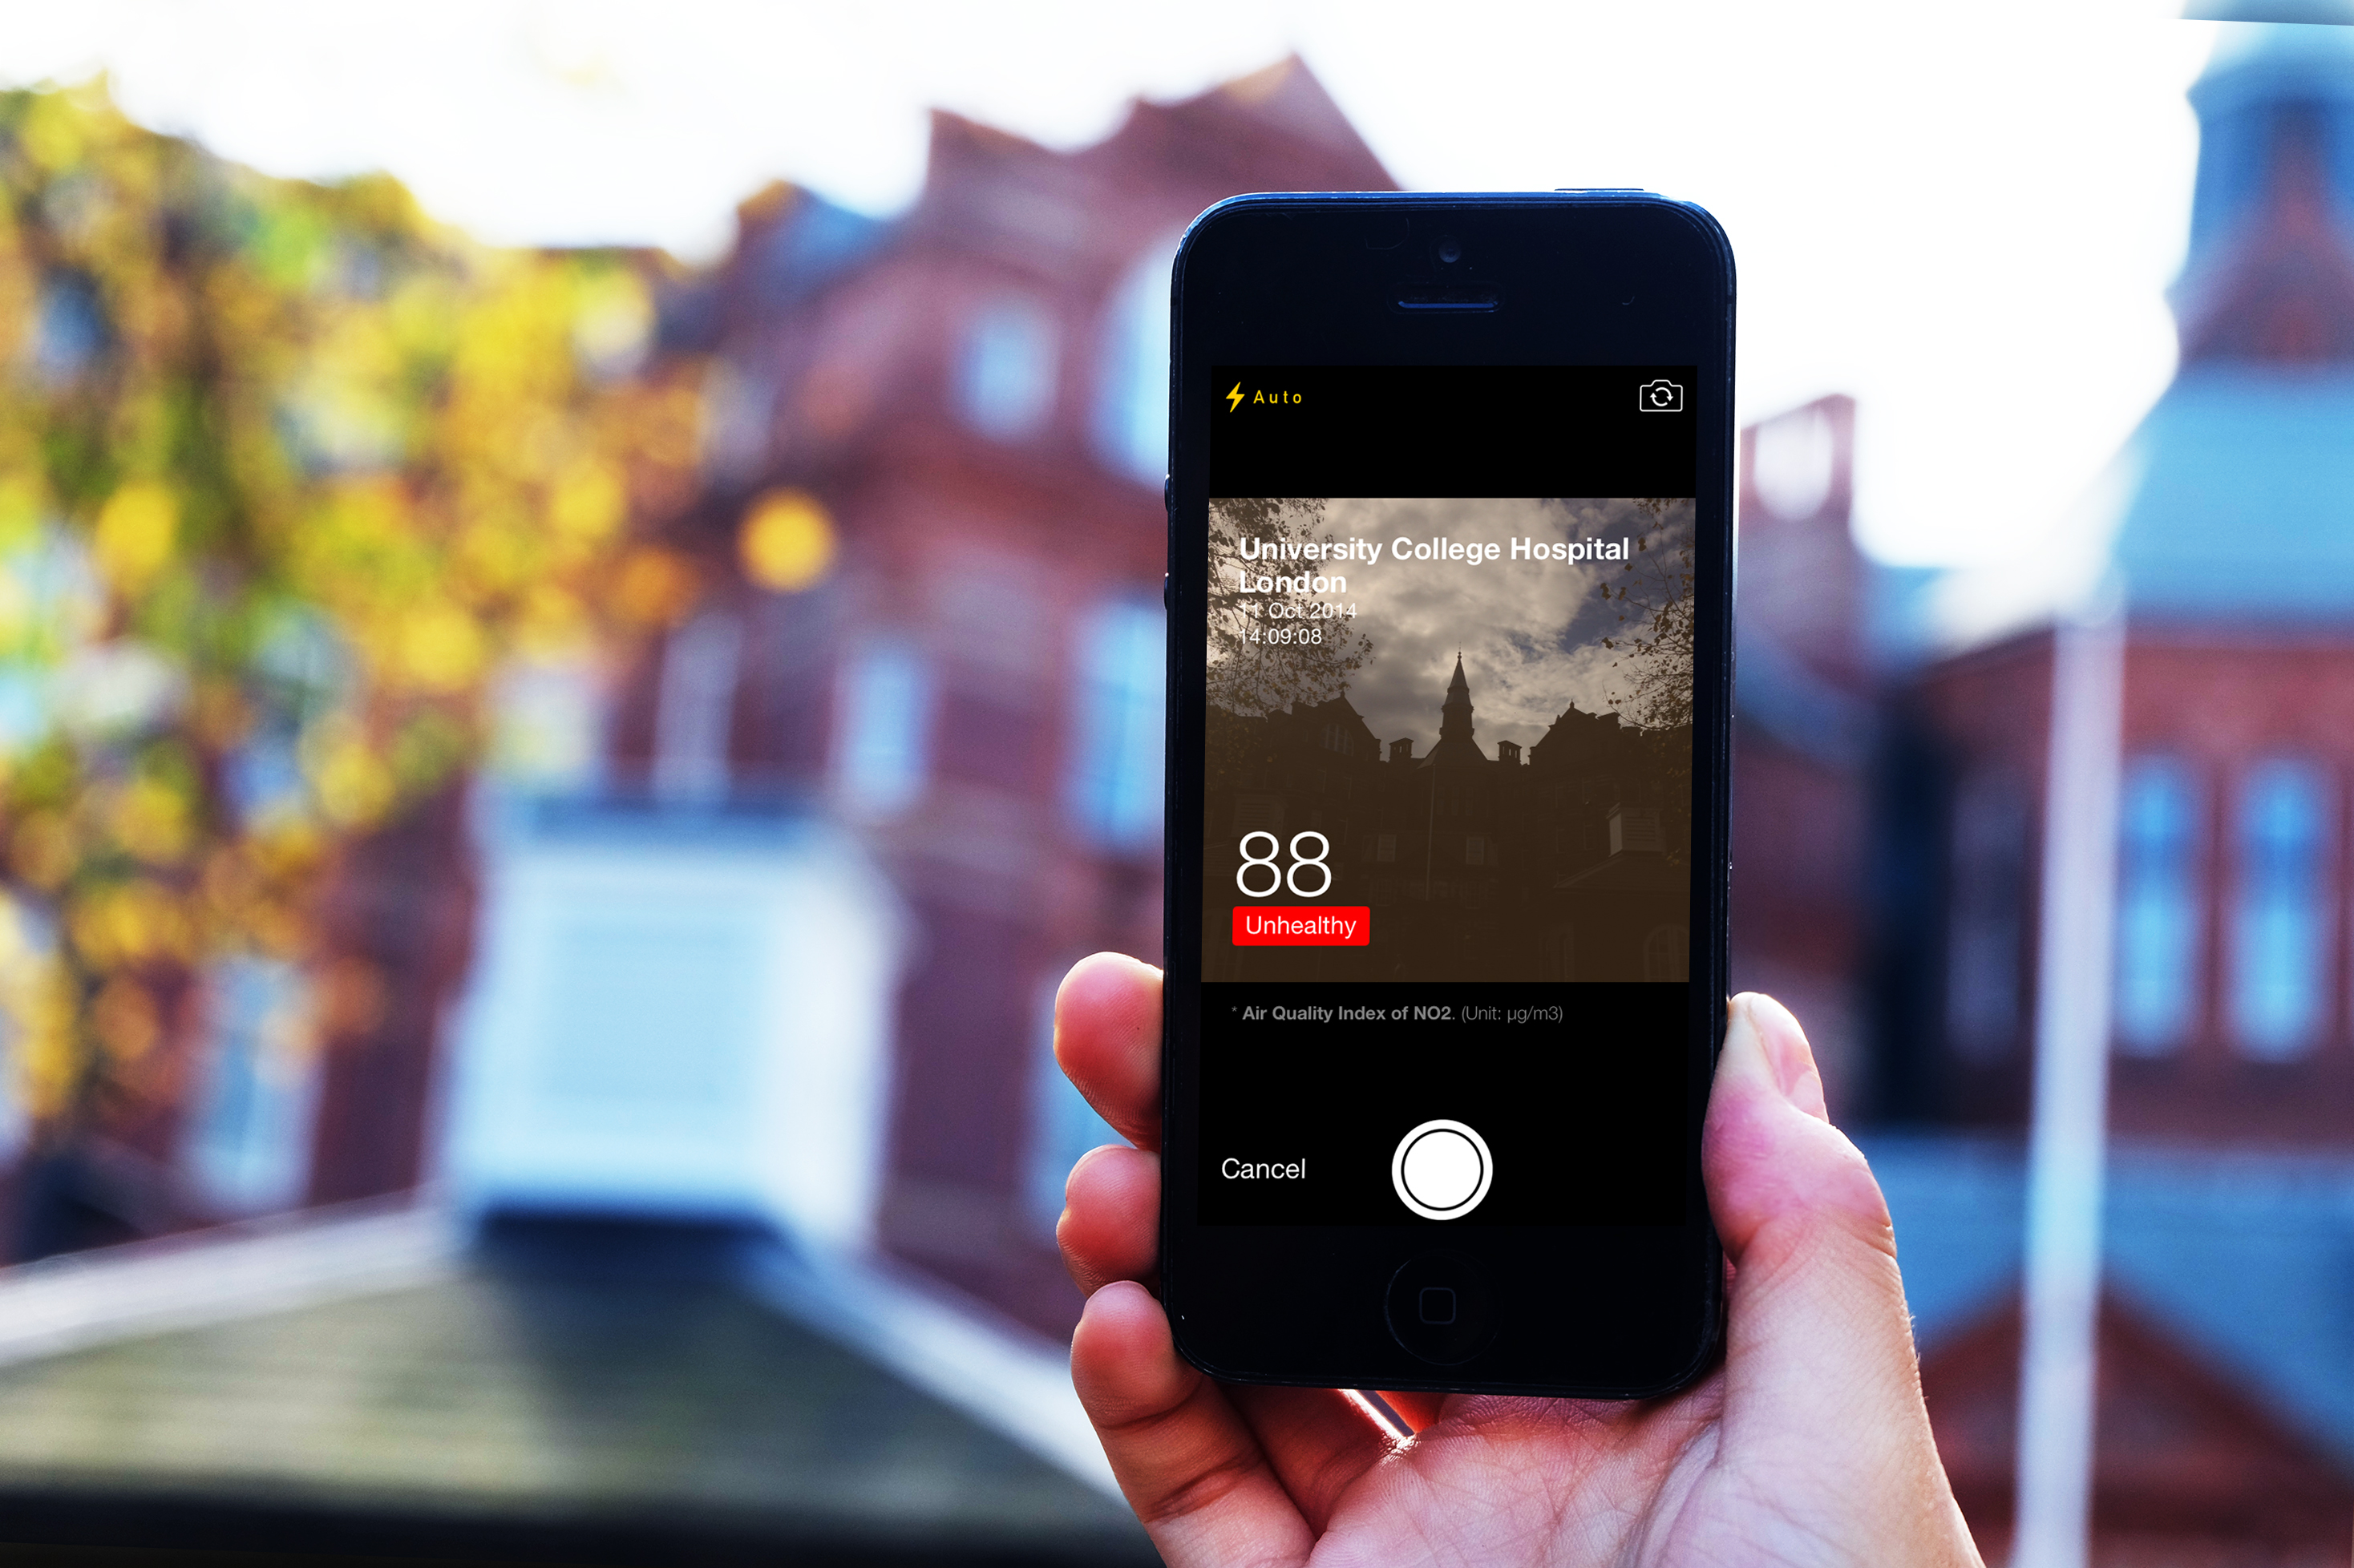 Auto
University College Hospital
London
11 Oct 2014
14:09:08
88
Unhealthy
* Air Quality Index of NO2. (Unit: µg/m3)
Cancel